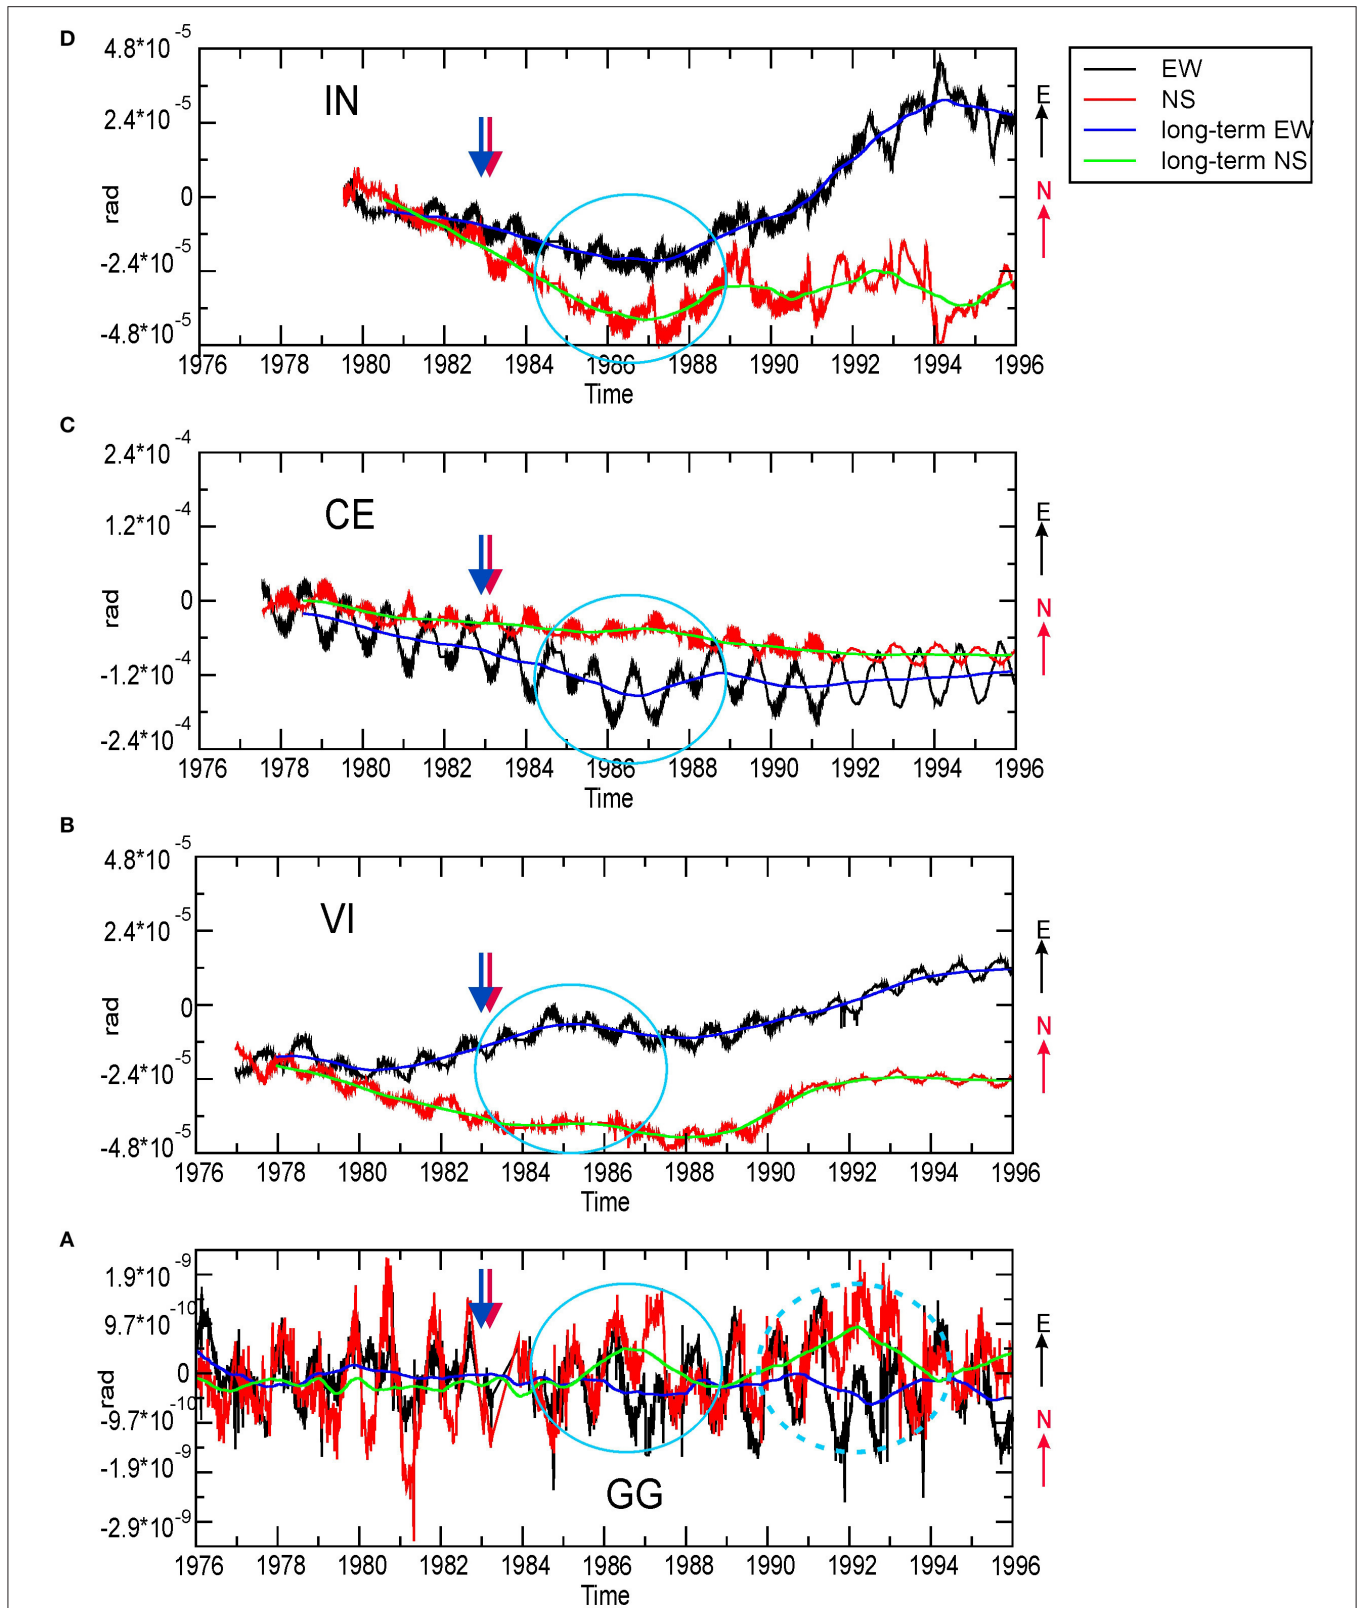 D
4.8*10 -5
2.4*10 -5
0
-2.4*10 -5
-4.8*10 -5
rad
IN
1976 1978 1980 1982 1984 1986 1988 1990 1992 1994 1996
Time
E
N
EW
NS
long-term EW
long-term NS
C
2.4*10 -4
1.2*10 -4
0
-1.2*10 -4
-2.4*10 -4
rad
CE
1976 1978 1980 1982 1984 1986 1988 1990 1992 1994 1996
Time
E
N
B
4.8*10 -5
2.4*10 -5
0
-2.4*10 -5
-4.8*10 -5
rad
VI
1976 1978 1980 1982 1984 1986 1988 1990 1992 1994 1996
Time
E
N
A
1.9*10 -9
9.7*10 -10
0
-9.7*10 -10
-1.9*10 -9
-2.9*10 -9
rad
GG
1976 1978 1980 1982 1984 1986 1988 1990 1992 1994 1996
Time
E
N